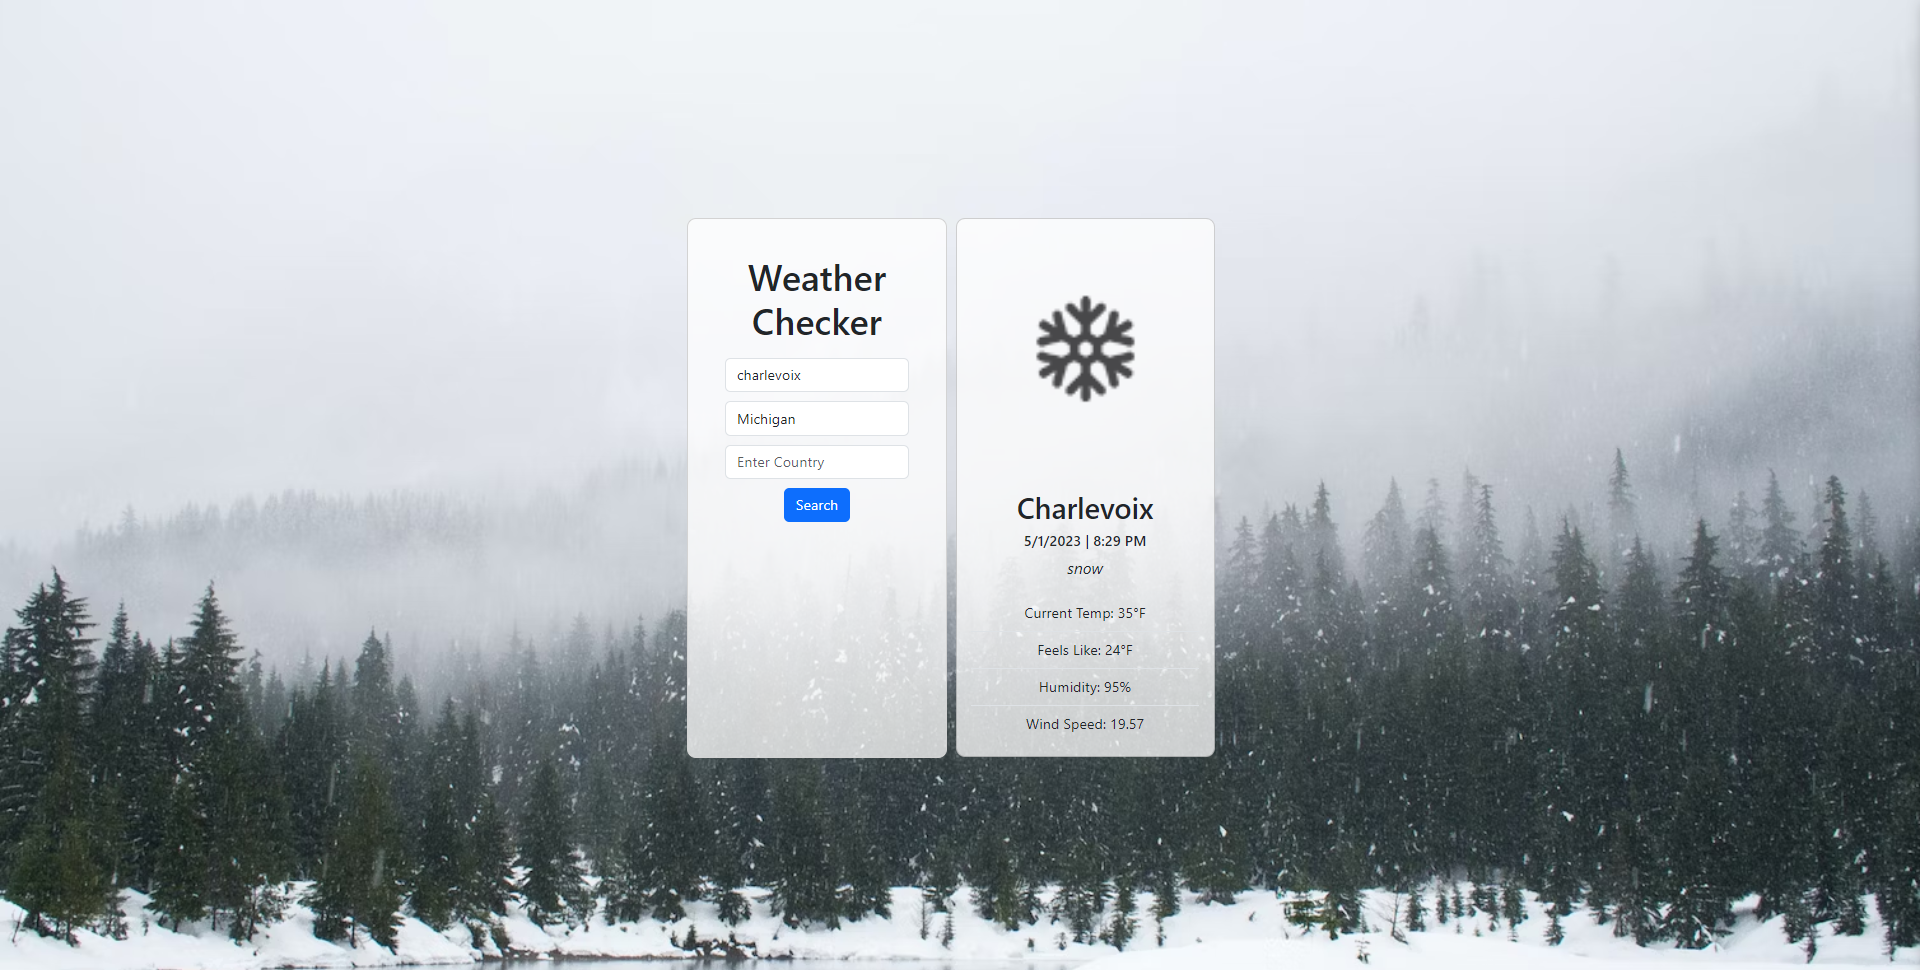 Weather
Checker
charlevoix
Michigan
Enter Country
Search
Charlevoix
5/1/2023 | 8:29 PM
snow
Current Temp: 35°F
Feels Like: 24°F
Humidity: 95%
Wind Speed: 19.57